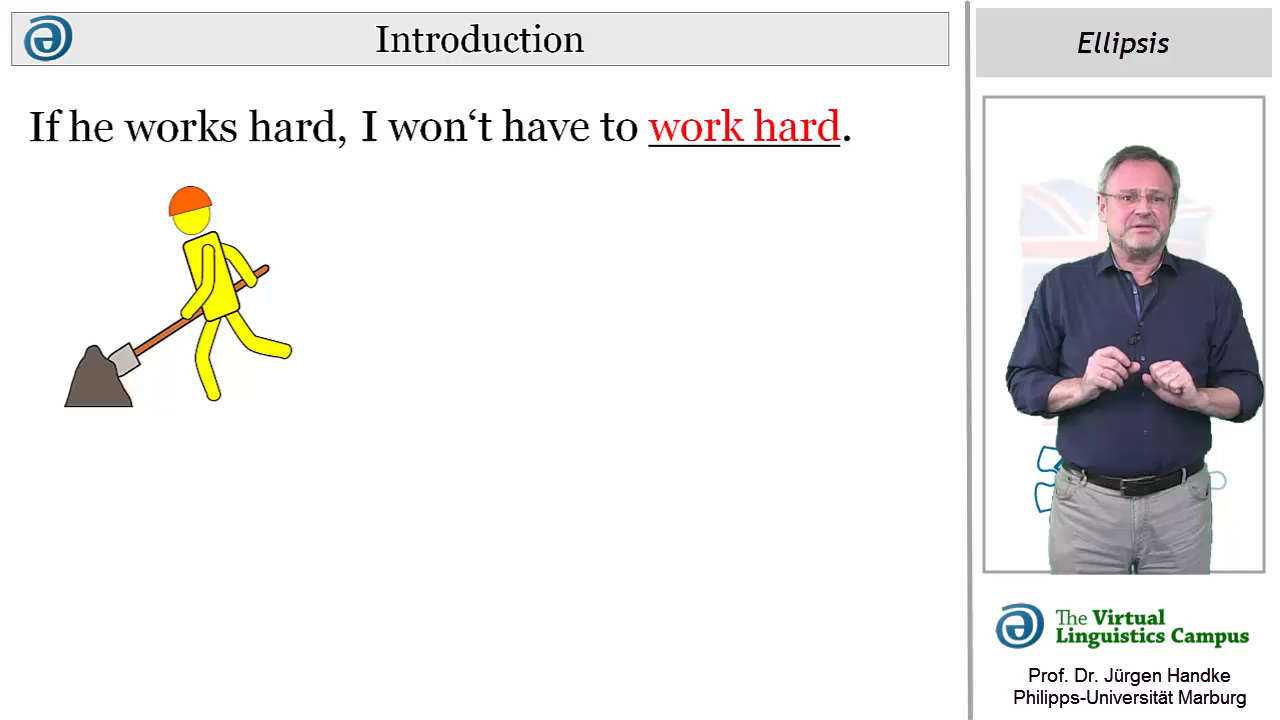 Introduction
If he works hard, I won‘t have to work hard.
Ellipsis
The Virtual
Linguistics Campus
Prof. Dr. Jürgen Handke
Philipps-Universität Marburg